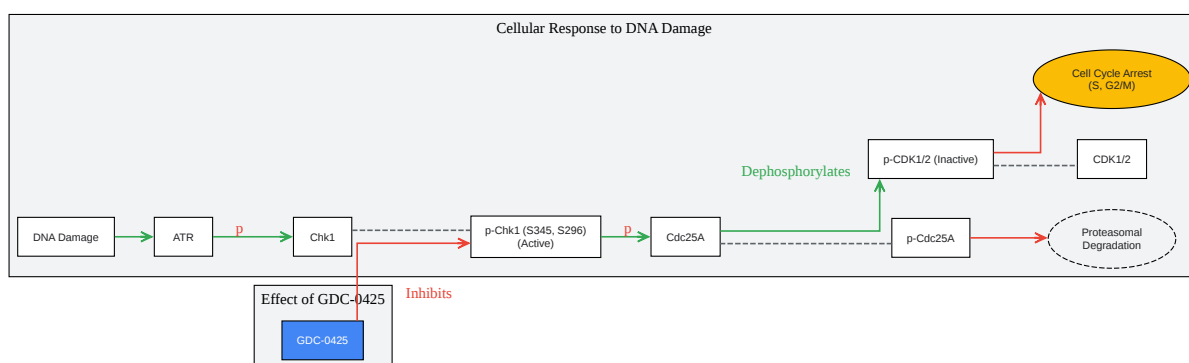 Cellular Response to DNA Damage
Cell Cycle Arrest
(S, G2/M)
p-CDK1/2 (Inactive)
CDK1/2
Dephosphorylates
DNA Damage
ATR
p
Chk1
p-Chk1 (S345, S296)
(Active)
p
Cdc25A
p-Cdc25A
Proteasomal
Degradation
Inhibits
Effect of GDC-0425
GDC-0425